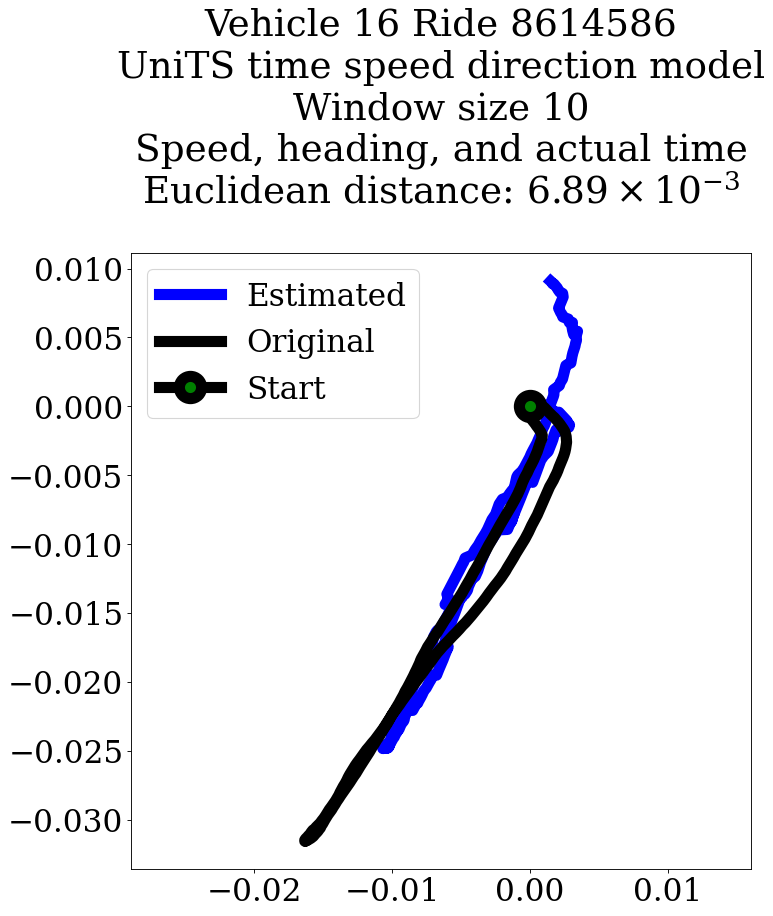 Vehicle 16 Ride 8614586
UniTS time speed direction model
Window size 10
Speed, heading, and actual time
Euclidean distance: 6.89 × 10⁻³
0.010
0.005
0.000
−0.005
−0.010
−0.015
−0.020
−0.025
−0.030
Estimated
Original
Start
−0.02 −0.01 0.00 0.01